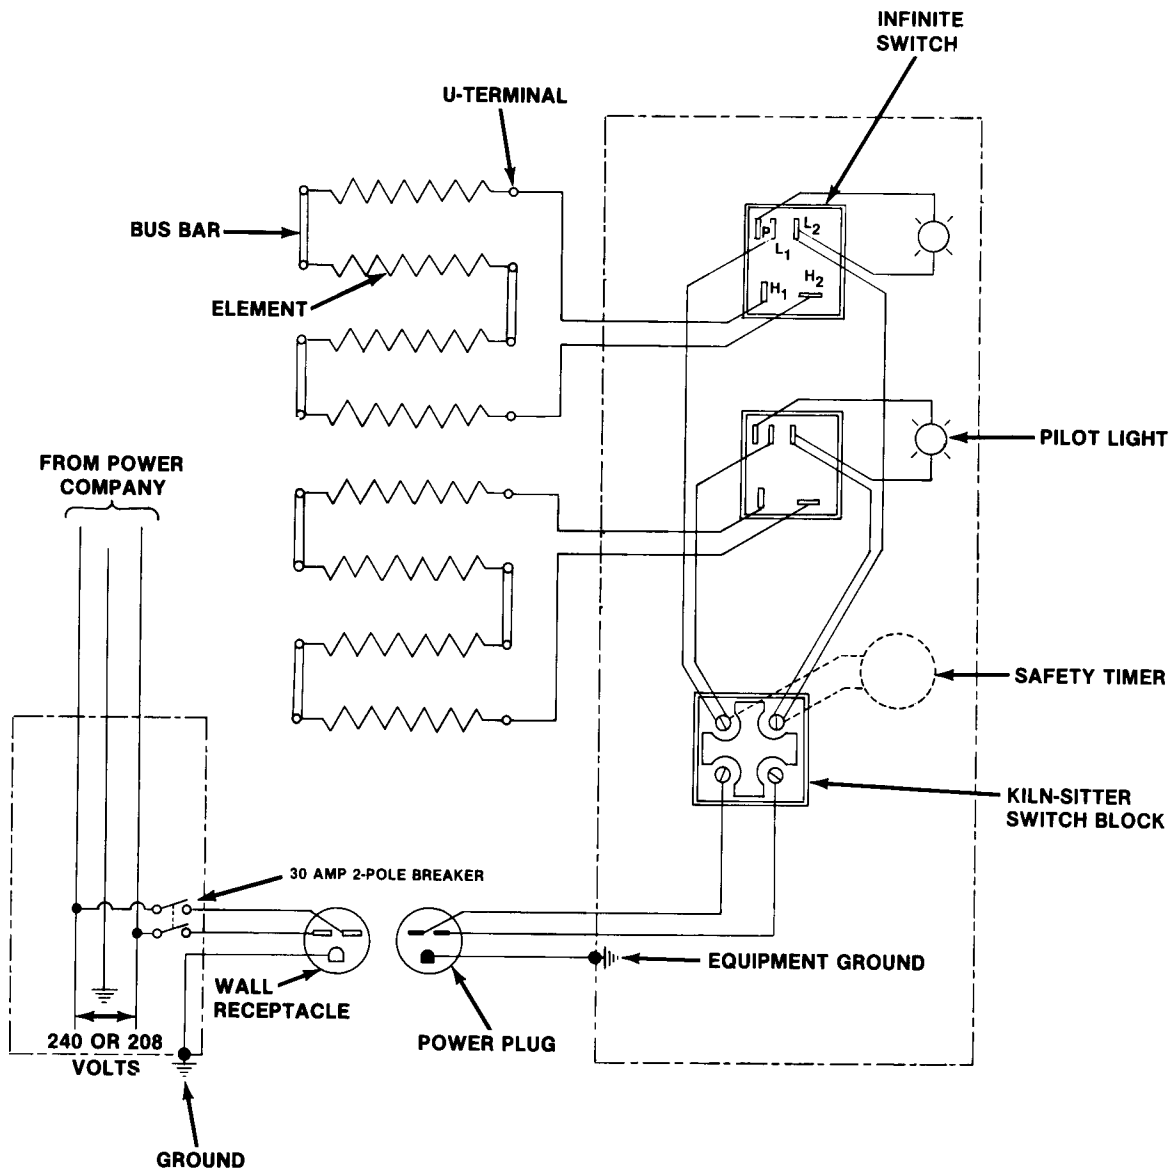 INFINITE
SWITCH
U-TERMINAL
BUS BAR
P
L2
L1
ELEMENT
H1
H2
PILOT LIGHT
FROM POWER
COMPANY
SAFETY TIMER
KILN-SITTER
SWITCH BLOCK
30 AMP 2-POLE BREAKER
EQUIPMENT GROUND
WALL
RECEPTACLE
POWER PLUG
240 OR 208
VOLTS
GROUND